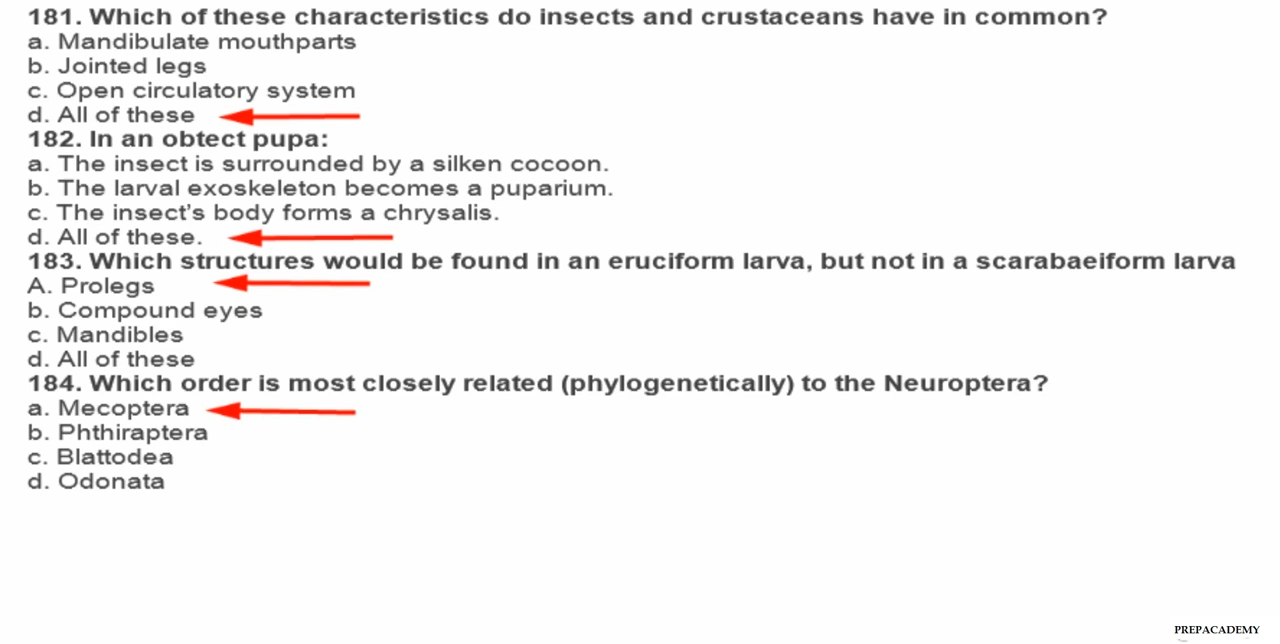 181. Which of these characteristics do insects and crustaceans have in common?
a. Mandibulate mouthparts
b. Jointed legs
c. Open circulatory system
d. All of these
182. In an obtect pupa:
a. The insect is surrounded by a silken cocoon.
b. The larval exoskeleton becomes a puparium.
c. The insect’s body forms a chrysalis.
d. All of these.
183. Which structures would be found in an eruciform larva, but not in a scarabaeiform larva
A. Prolegs
b. Compound eyes
c. Mandibles
d. All of these
184. Which order is most closely related (phylogenetically) to the Neuroptera?
a. Mecoptera
b. Phthiraptera
c. Blattodea
d. Odonata
PREPACADEMY